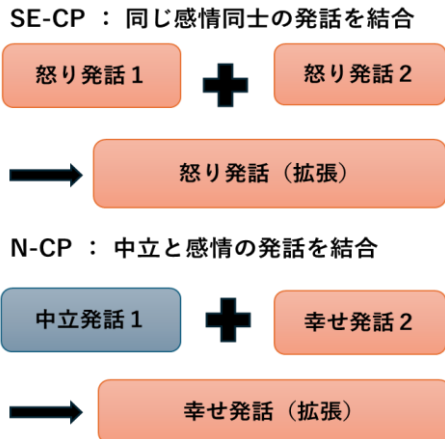 SE-CP ： 同じ感情同士の発話を結合
怒り発話１
怒り発話２
怒り発話（拡張）
N-CP ： 中立と感情の発話を結合
中立発話１
幸せ発話２
幸せ発話（拡張）